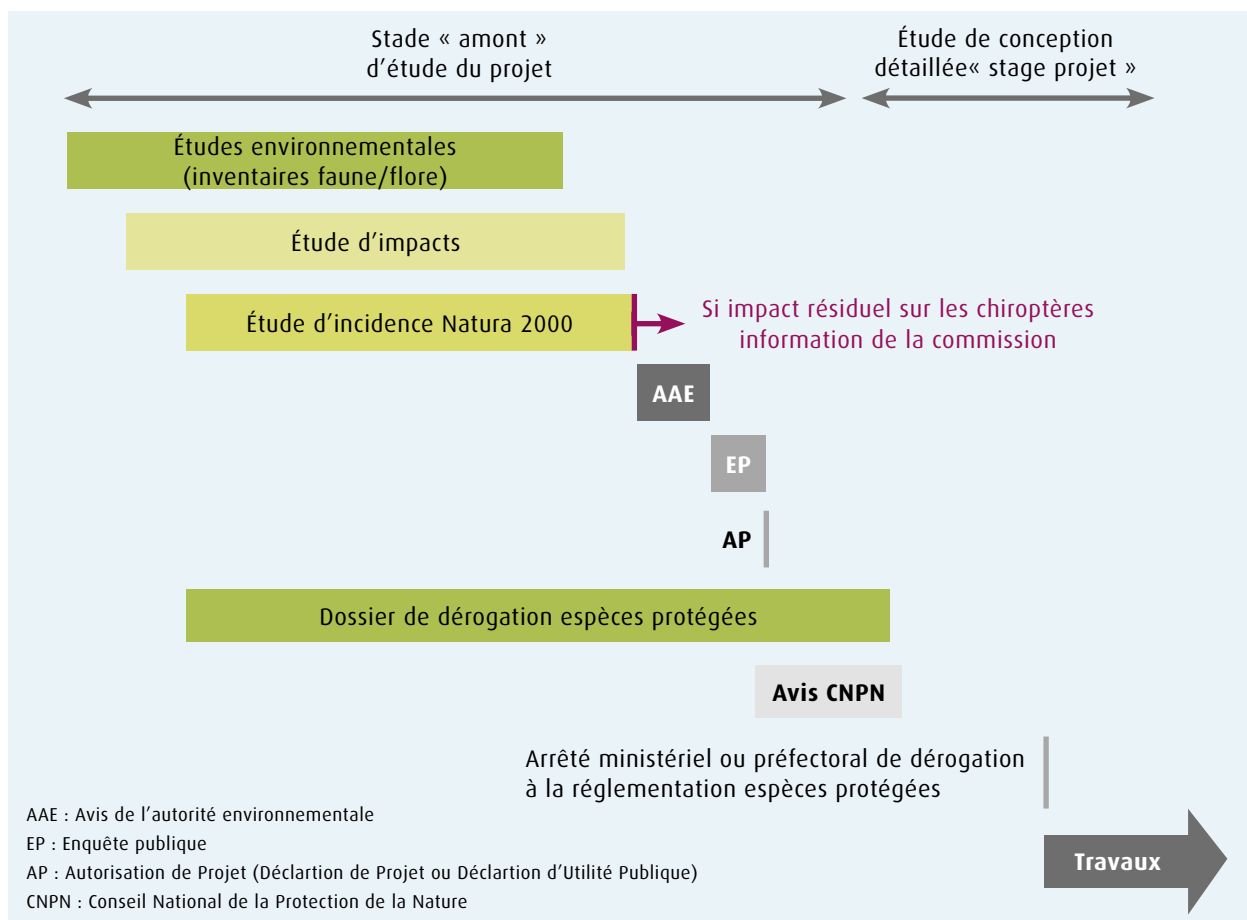 Stade « amont »
d’étude du projet
Étude de conception
détaillée« stage projet »
Études environnementales
(inventaires faune/flore)
Étude d’impacts
Étude d’incidence Natura 2000
Si impact résiduel sur les chiroptères
information de la commission
AAE
EP
AP
Dossier de dérogation espèces protégées
Avis CNPN
Arrêté ministériel ou préfectoral de dérogation
à la réglementation espèces protégées
Travaux
AAE : Avis de l’autorité environnementale
EP : Enquête publique
AP : Autorisation de Projet (Déclartion de Projet ou Déclartion d’Utilité Publique)
CNPN : Conseil National de la Protection de la Nature